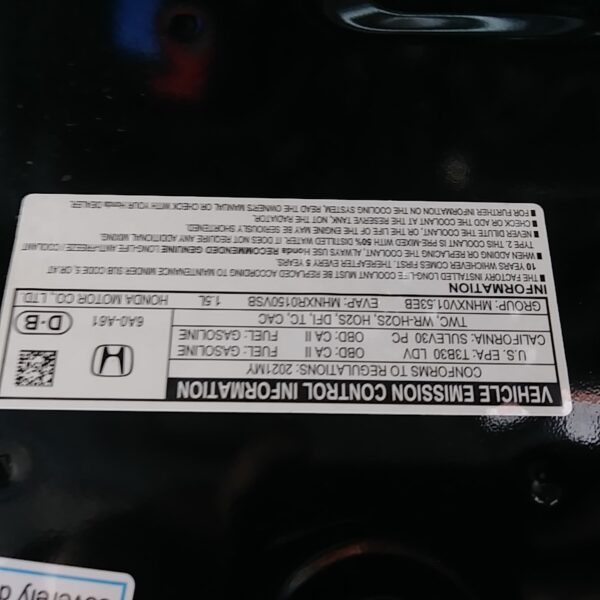 VEHICLE EMISSION CONTROL INFORMATION
CONFORMS TO REGULATIONS: 2021MY
U.S. EPA: T3B30 LDV OBD: CA II FUEL: GASOLINE
CALIFORNIA: SULEV30 PC OBD: CA II FUEL: GASOLINE
TWC, WR-HO2S, HO2S, DFI, TC, CAC
GROUP: MHNXV01.53EB EVAP: MHNXR0150VSB 1.5L
6A0-A61
D-B
HONDA MOTOR CO., LTD.
INFORMATION
■ THE FACTORY INSTALLED LONG-LIFE COOLANT MUST BE REPLACED ACCORDING TO MAINTENANCE MINDER SUB CODE 5, OR AT
10 YEARS WHICHEVER COMES FIRST, THEREAFTER EVERY 5 YEARS.
■ WHEN ADDING OR REPLACING THE COOLANT, ALWAYS USE Honda RECOMMENDED GENUINE LONG-LIFE ANTI-FREEZE / COOLANT
TYPE 2 THIS COOLANT IS PRE-MIXED WITH 50% DISTILLED WATER, IT DOES NOT REQUIRE ANY ADDITIONAL MIXING.
■ NEVER DILUTE THE COOLANT, OR THE LIFE OF THE ENGINE MAY BE SERIOUSLY SHORTENED.
■ CHECK OR ADD COOLANT AT THE RESERVE TANK, NOT THE RADIATOR.
■ FOR FURTHER INFORMATION ON THE COOLING SYSTEM, READ THE OWNERS MANUAL OR CHECK WITH YOUR Honda DEALER.